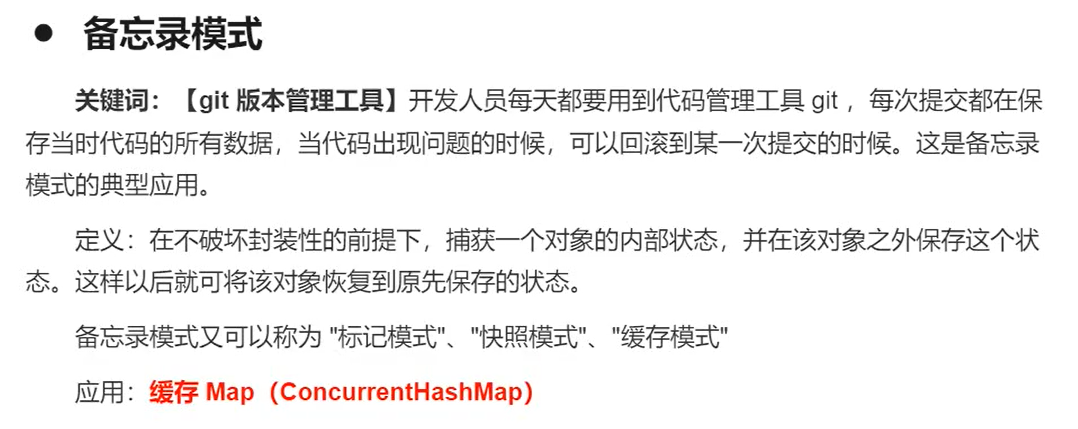 ● 备忘录模式
关键词：【git 版本管理工具】开发人员每天都要用到代码管理工具 git ，每次提交都在保
存当时代码的所有数据，当代码出现问题的时候，可以回滚到某一次提交的时候。这是备忘录
模式的典型应用。
定义：在不破坏封装性的前提下，捕获一个对象的内部状态，并在该对象之外保存这个状
态。这样以后就可将该对象恢复到原先保存的状态。
备忘录模式又可以称为 "标记模式"、"快照模式"、"缓存模式"
应用：缓存 Map（ConcurrentHashMap）